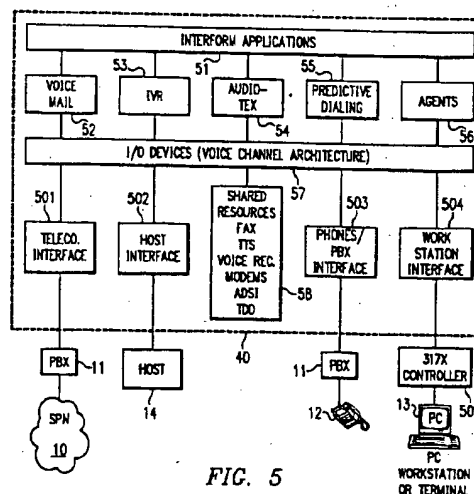 INTERFORM APPLICATIONS
51
53
55
VOICE MAIL
IVR
AUDIO-TEX
PREDICTIVE DIALING
AGENTS
52
54
56
I/O DEVICES (VOICE CHANNEL ARCHITECTURE)
57
501
502
503
504
TELECO. INTERFACE
HOST INTERFACE
SHARED RESOURCES
FAX
TTS
VOICE REC.
MODEMS
ADSI
TDD
58
PHONES/PBX INTERFACE
WORK STATION INTERFACE
40
PBX
11
HOST
14
PBX
11
317X CONTROLLER
SPN
10
12
13
PC
PC WORKSTATION OR TERMINAL
FIG. 5